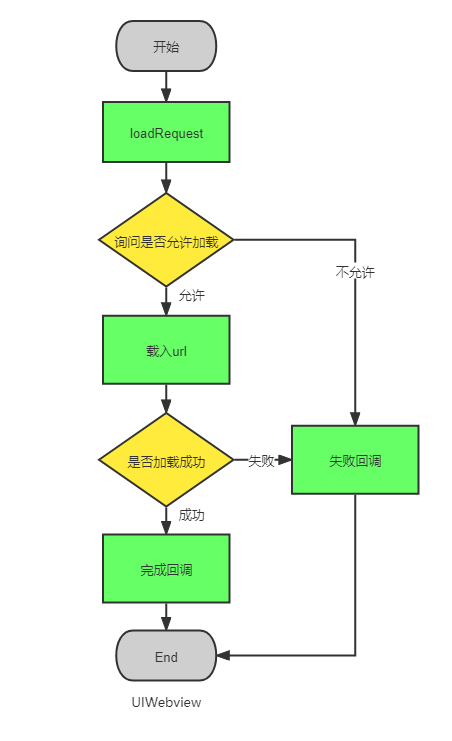 开始
loadRequest
询问是否允许加载
不允许
允许
载入url
是否加载成功
失败
失败回调
成功
完成回调
End
UIWebview